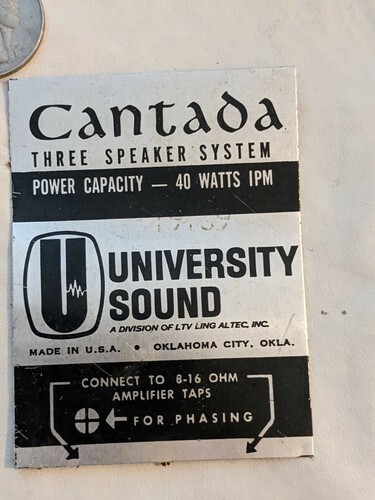 Cantada
THREE SPEAKER SYSTEM
POWER CAPACITY — 40 WATTS IPM
U UNIVERSITY
SOUND
A DIVISION OF LTV LING ALTEC, INC.
MADE IN U.S.A. • OKLAHOMA CITY, OKLA.
CONNECT TO 8-16 OHM
AMPLIFIER TAPS
⊕ ← FOR PHASING